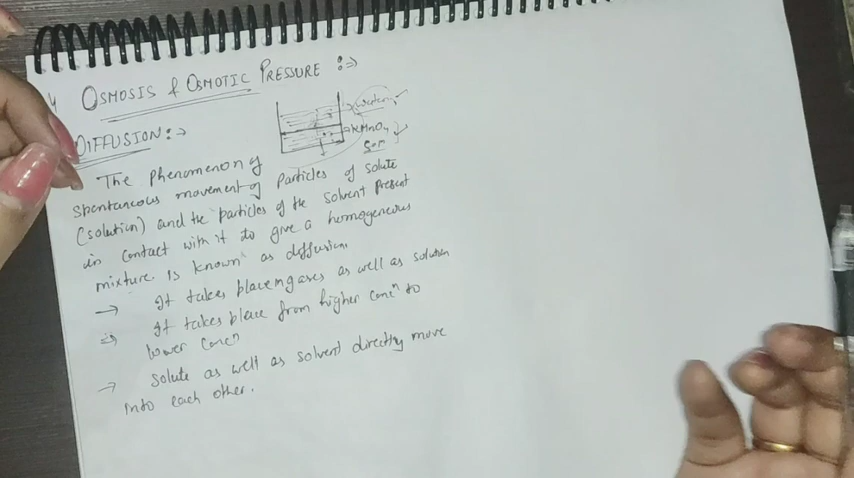 OSMOSIS & OSMOTIC PRESSURE :→
DIFFUSION :→
water
KMnO4
Soln
The Phenomenon of
spontaneous movement of Particles of solute
(solution) and the particles of the solvent present
in contact with it to give a homogeneous
mixture is known as diffusion.
→ It takes place in gases as well as solution
⇒ It takes place from higher concn to
lower concn
→ Solute as well as solvent directly move
into each other.